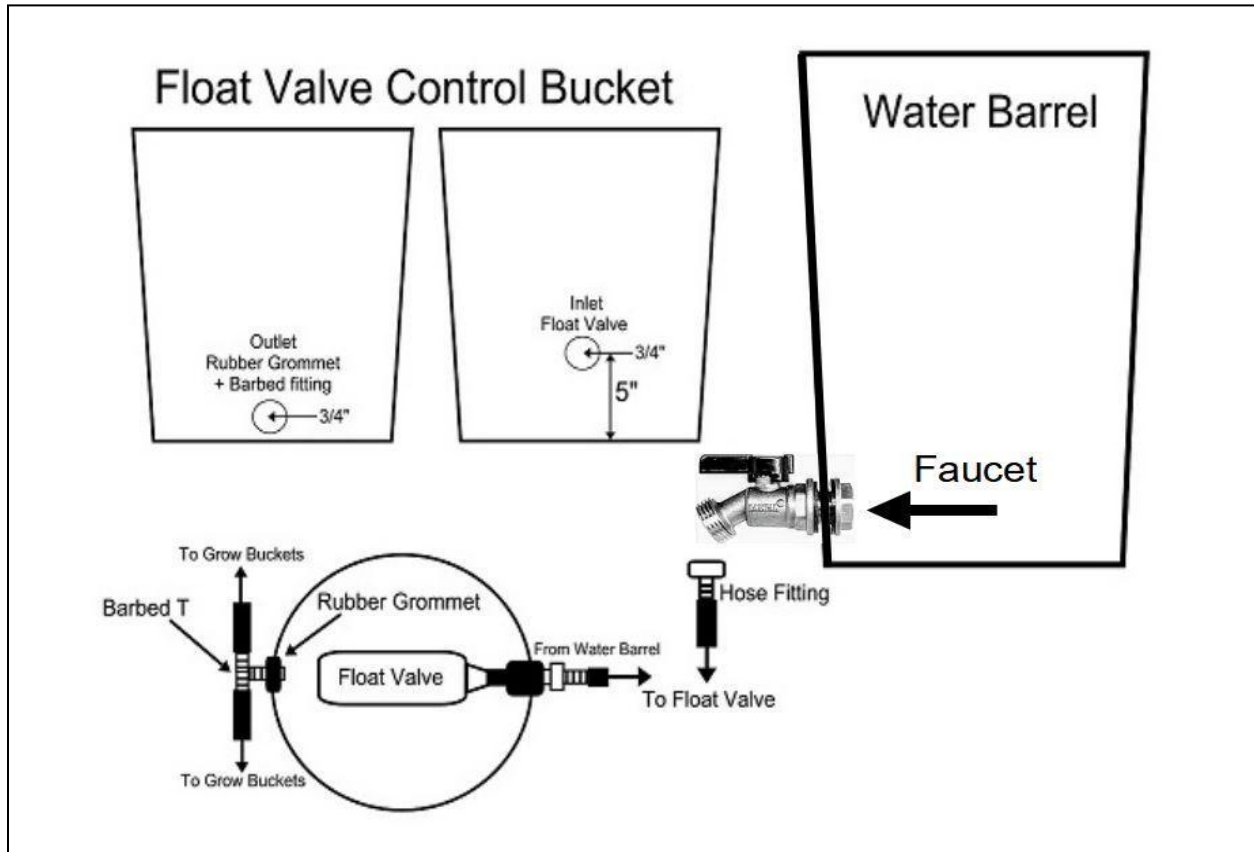 Float Valve Control Bucket
Water Barrel
Outlet
Rubber Grommet
+ Barbed fitting
3/4"
Inlet
Float Valve
3/4"
5"
Faucet
To Grow Buckets
Barbed T
Rubber Grommet
Float Valve
From Water Barrel
Hose Fitting
To Float Valve
To Grow Buckets